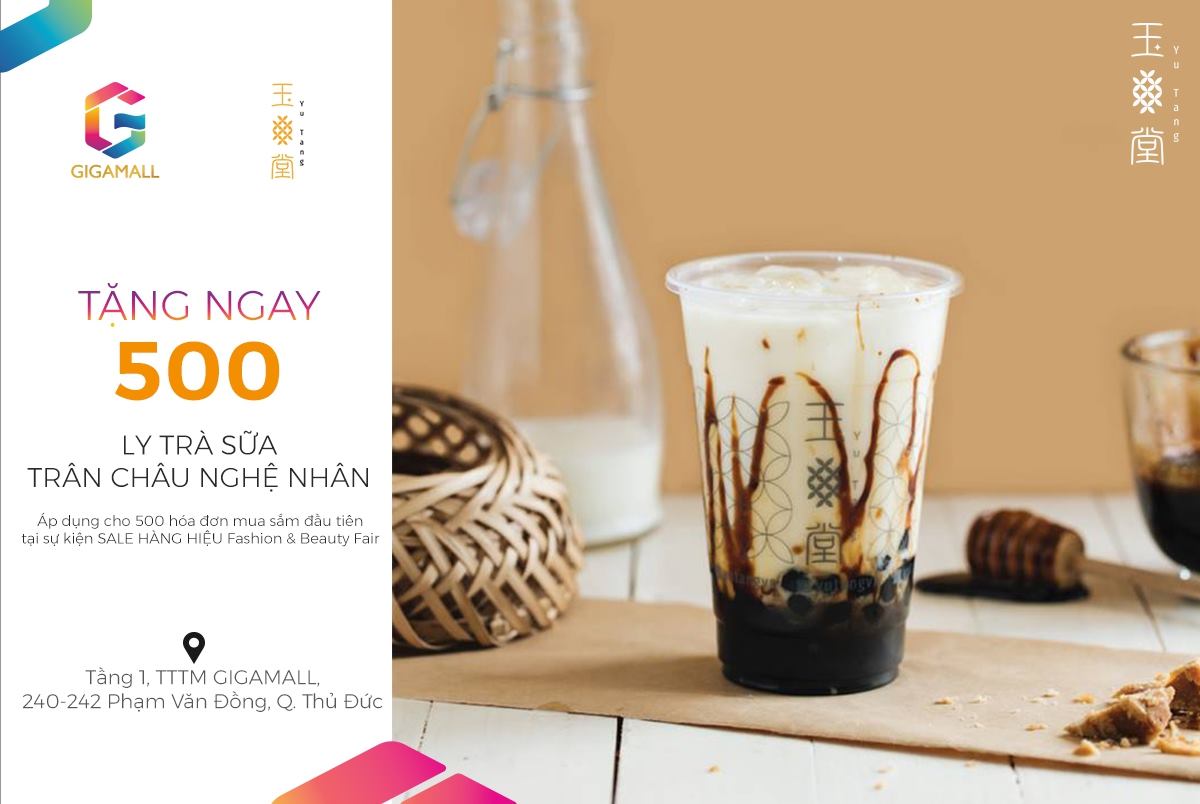 GIGAMALL
玉
堂
Yu Tang
TẶNG NGAY
500
LY TRÀ SỮA
TRÂN CHÂU NGHỆ NHÂN
Áp dụng cho 500 hóa đơn mua sắm đầu tiên
tại sự kiện SALE HÀNG HIỆU Fashion & Beauty Fair
Tầng 1, TTTM GIGAMALL,
240-242 Phạm Văn Đồng, Q. Thủ Đức
玉
堂
Yu Tang
玉
堂